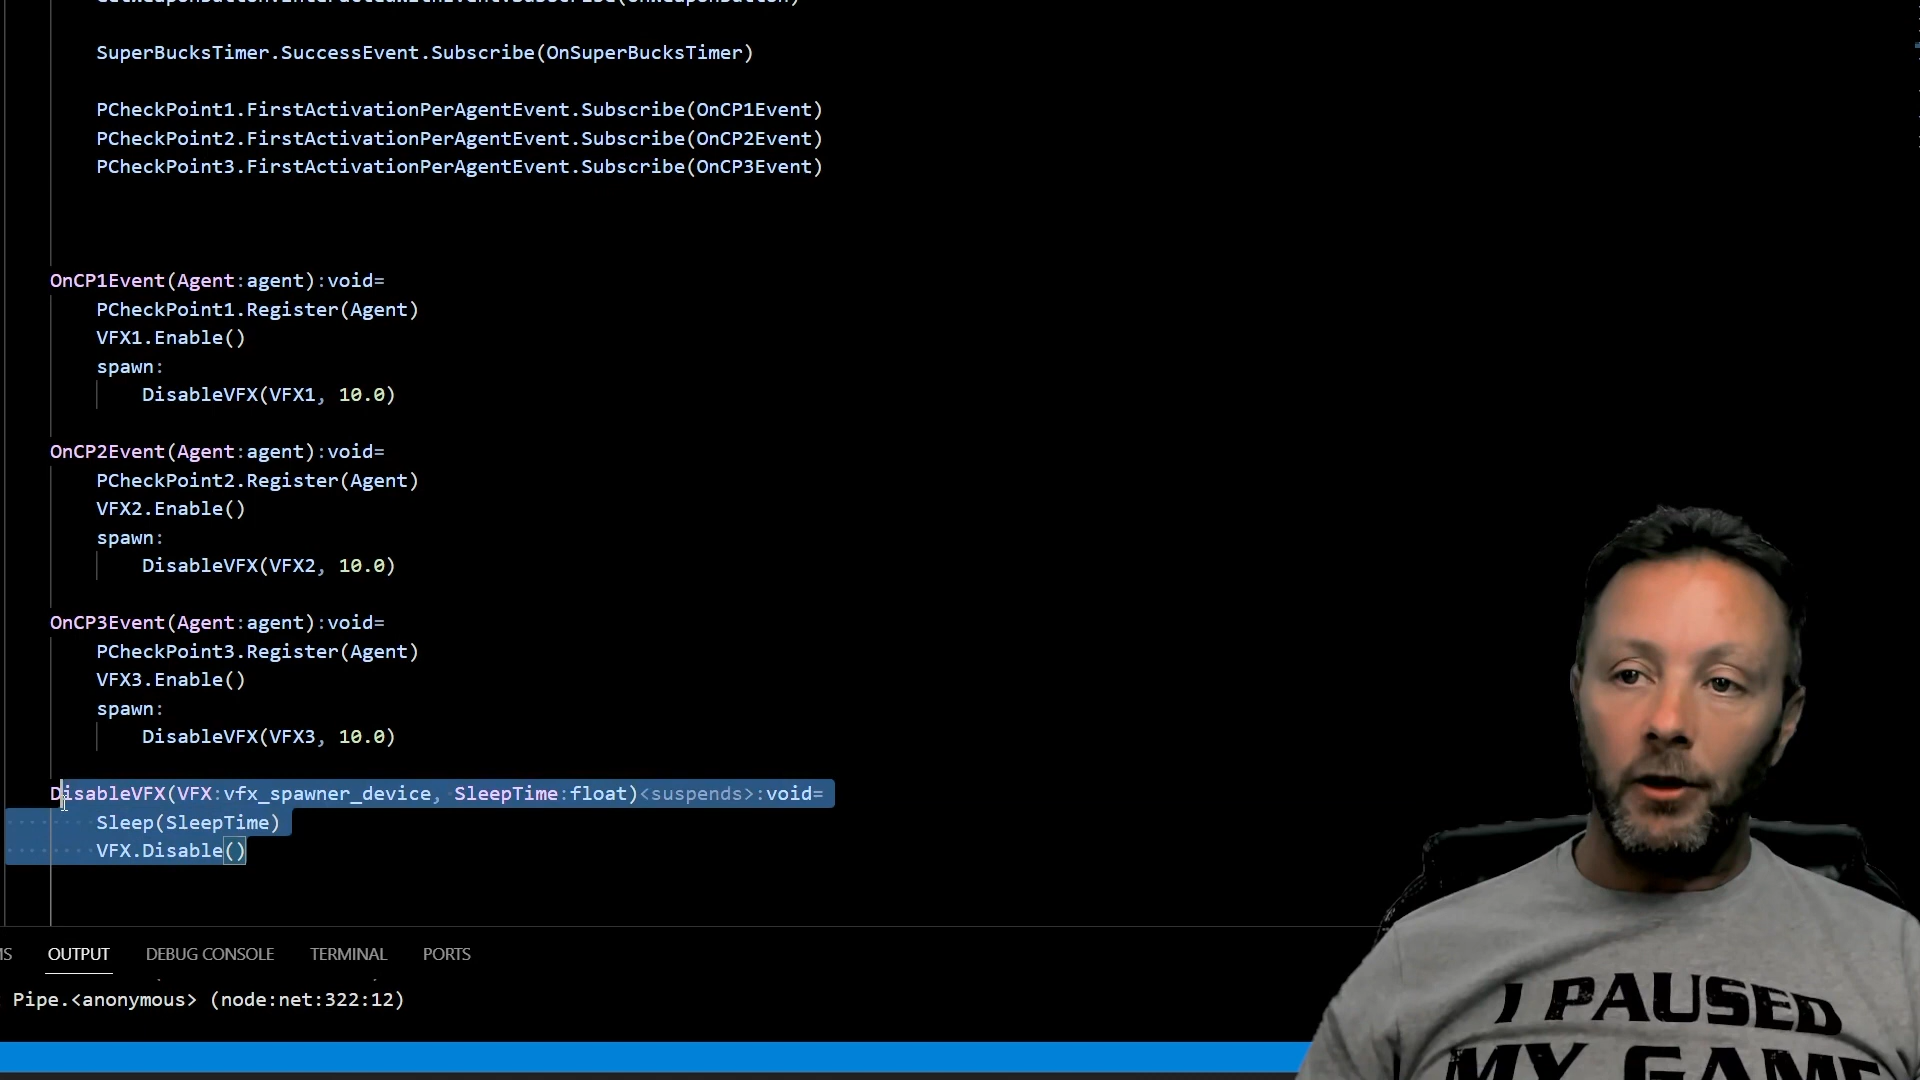 SuperBucksTimer.SuccessEvent.Subscribe(OnSuperBucksTimer)
PCheckPoint1.FirstActivationPerAgentEvent.Subscribe(OnCP1Event)
PCheckPoint2.FirstActivationPerAgentEvent.Subscribe(OnCP2Event)
PCheckPoint3.FirstActivationPerAgentEvent.Subscribe(OnCP3Event)
OnCP1Event(Agent:agent):void=
PCheckPoint1.Register(Agent)
VFX1.Enable()
spawn:
DisableVFX(VFX1, 10.0)
OnCP2Event(Agent:agent):void=
PCheckPoint2.Register(Agent)
VFX2.Enable()
spawn:
DisableVFX(VFX2, 10.0)
OnCP3Event(Agent:agent):void=
PCheckPoint3.Register(Agent)
VFX3.Enable()
spawn:
DisableVFX(VFX3, 10.0)
DisableVFX(VFX:vfx_spawner_device, SleepTime:float)<suspends>:void=
Sleep(SleepTime)
VFX.Disable()
OUTPUT DEBUG CONSOLE TERMINAL PORTS
Pipe.<anonymous> (node:net:322:12)
I PAUSED
MY GAME